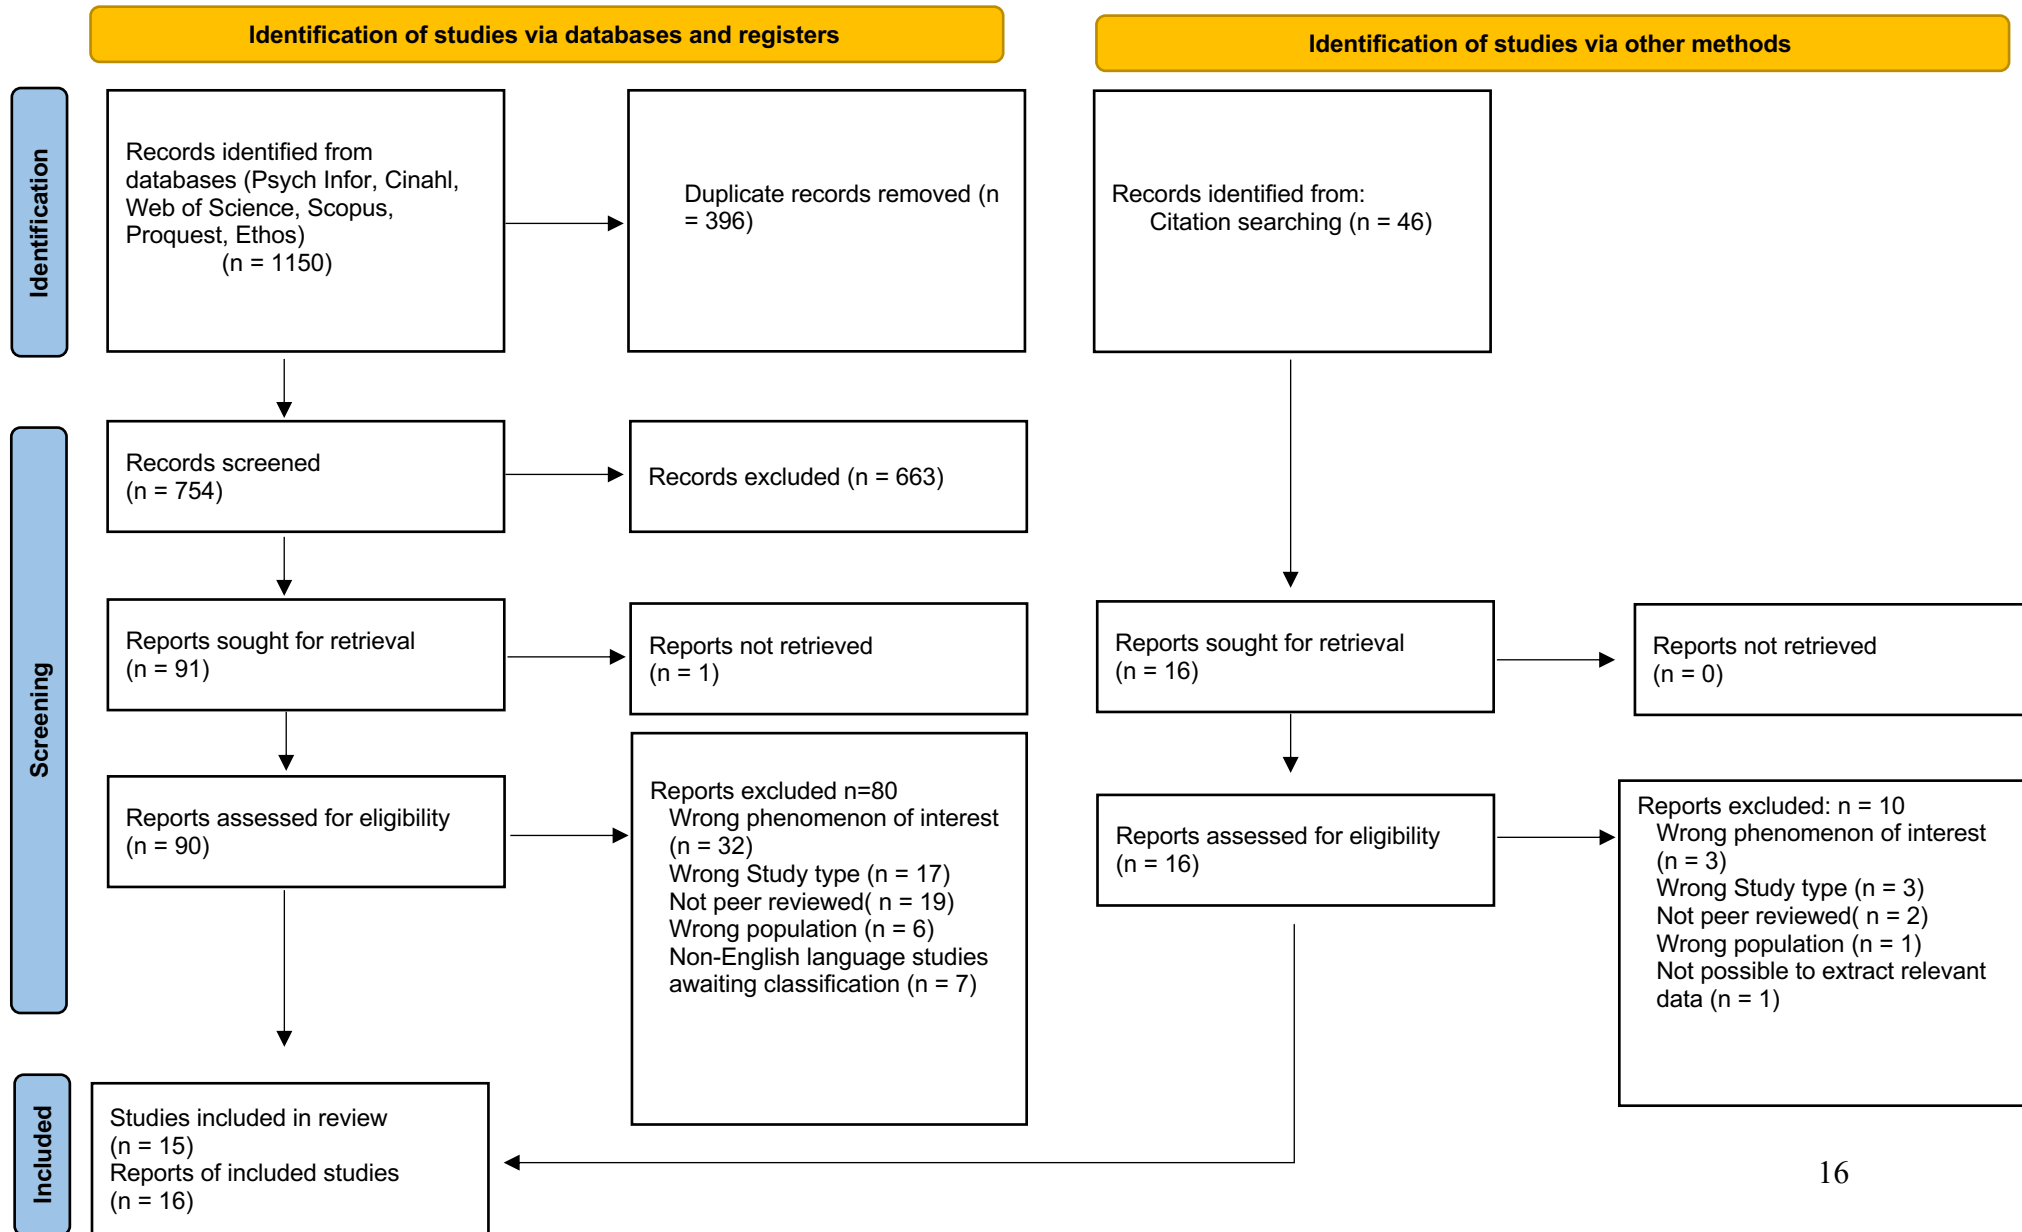 Identification of studies via databases and registers
Identification of studies via other methods
Identification
Records identified from
databases (Psych Infor, Cinahl,
Web of Science, Scopus,
Proquest, Ethos)
(n = 1150)
Duplicate records removed (n
= 396)
Records identified from:
Citation searching (n = 46)
Screening
Records screened
(n = 754)
Records excluded (n = 663)
Reports sought for retrieval
(n = 91)
Reports not retrieved
(n = 1)
Reports sought for retrieval
(n = 16)
Reports not retrieved
(n = 0)
Reports assessed for eligibility
(n = 90)
Reports excluded n=80
Wrong phenomenon of interest
(n = 32)
Wrong Study type (n = 17)
Not peer reviewed( n = 19)
Wrong population (n = 6)
Non-English language studies
awaiting classification (n = 7)
Reports assessed for eligibility
(n = 16)
Reports excluded: n = 10
Wrong phenomenon of interest
(n = 3)
Wrong Study type (n = 3)
Not peer reviewed( n = 2)
Wrong population (n = 1)
Not possible to extract relevant
data (n = 1)
Included
Studies included in review
(n = 15)
Reports of included studies
(n = 16)
16